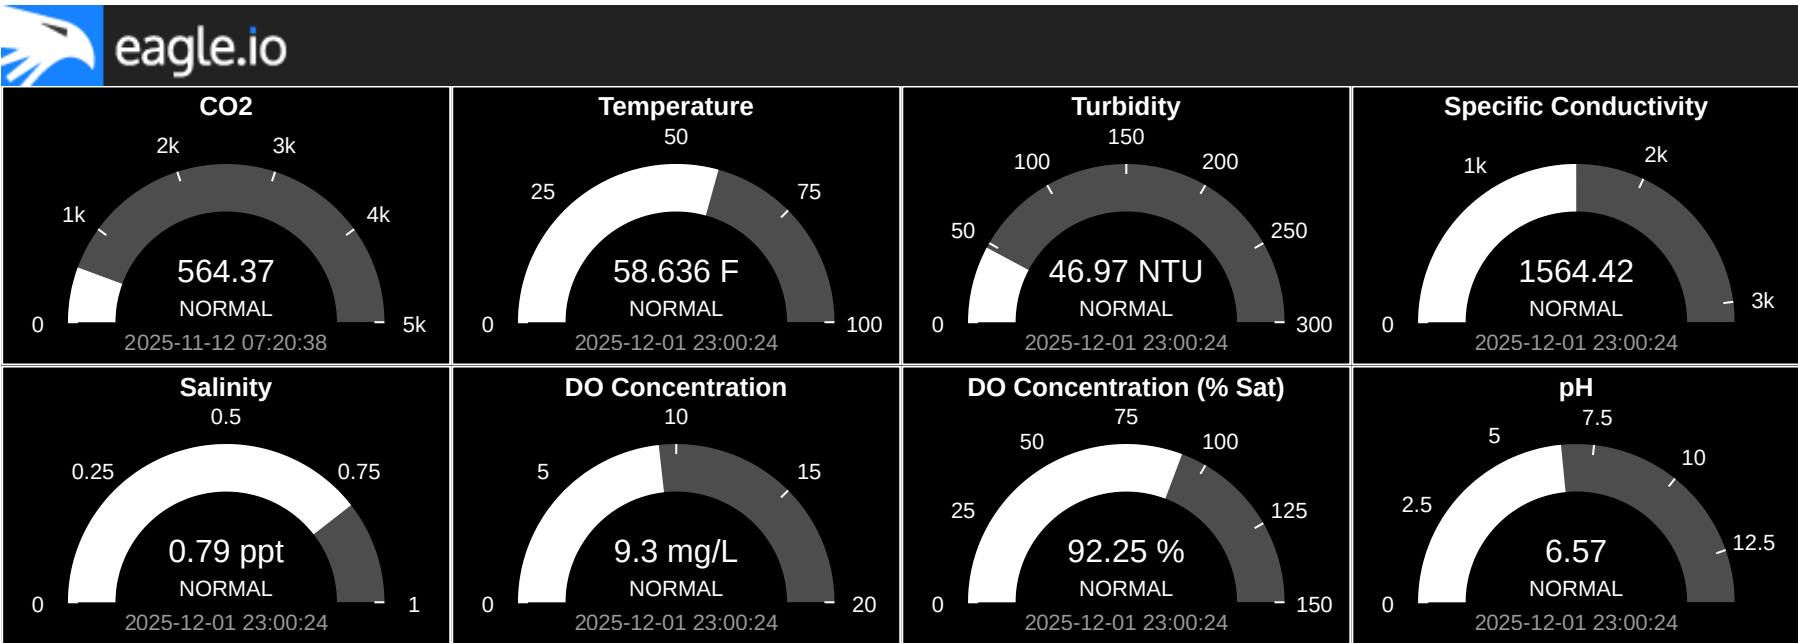 eagle.io
CO2
0
1k
2k
3k
4k
5k
564.37
NORMAL
2025-11-12 07:20:38
Temperature
0
25
50
75
100
58.636 F
NORMAL
2025-12-01 23:00:24
Turbidity
0
50
100
150
200
250
300
46.97 NTU
NORMAL
2025-12-01 23:00:24
Specific Conductivity
0
1k
2k
3k
1564.42
NORMAL
2025-12-01 23:00:24
Salinity
0
0.25
0.5
0.75
1
0.79 ppt
NORMAL
2025-12-01 23:00:24
DO Concentration
0
5
10
15
20
9.3 mg/L
NORMAL
2025-12-01 23:00:24
DO Concentration (% Sat)
0
25
50
75
100
125
150
92.25 %
NORMAL
2025-12-01 23:00:24
pH
0
2.5
5
7.5
10
12.5
6.57
NORMAL
2025-12-01 23:00:24